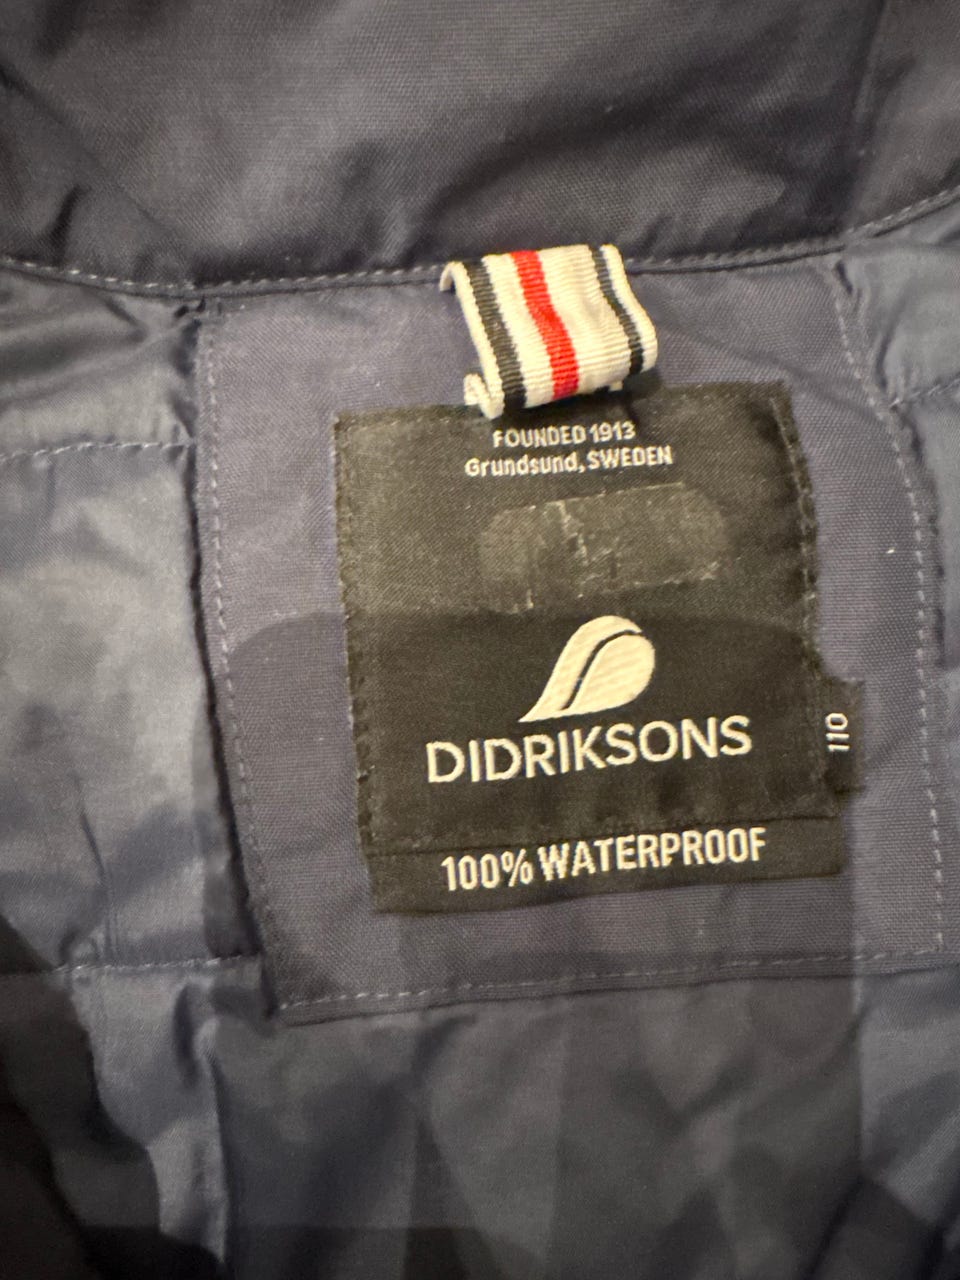 FOUNDED 1913
Grundsund, SWEDEN
DIDRIKSONS
110
100% WATERPROOF